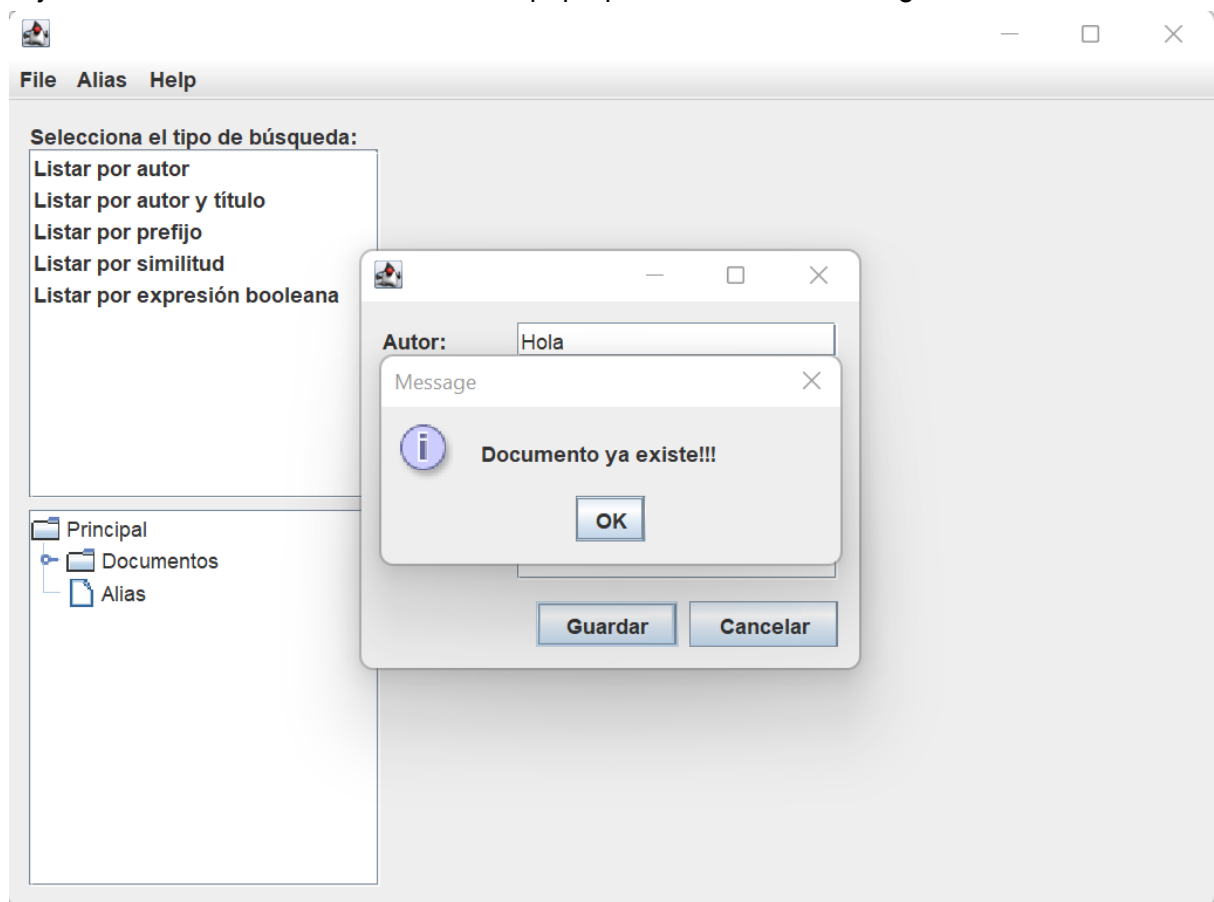 File Alias Help
Selecciona el tipo de búsqueda:
Listar por autor
Listar por autor y título
Listar por prefijo
Listar por similitud
Listar por expresión booleana
Autor: Hola
Message
Documento ya existe!!!
OK
Guardar Cancelar
Principal
Documentos
Alias